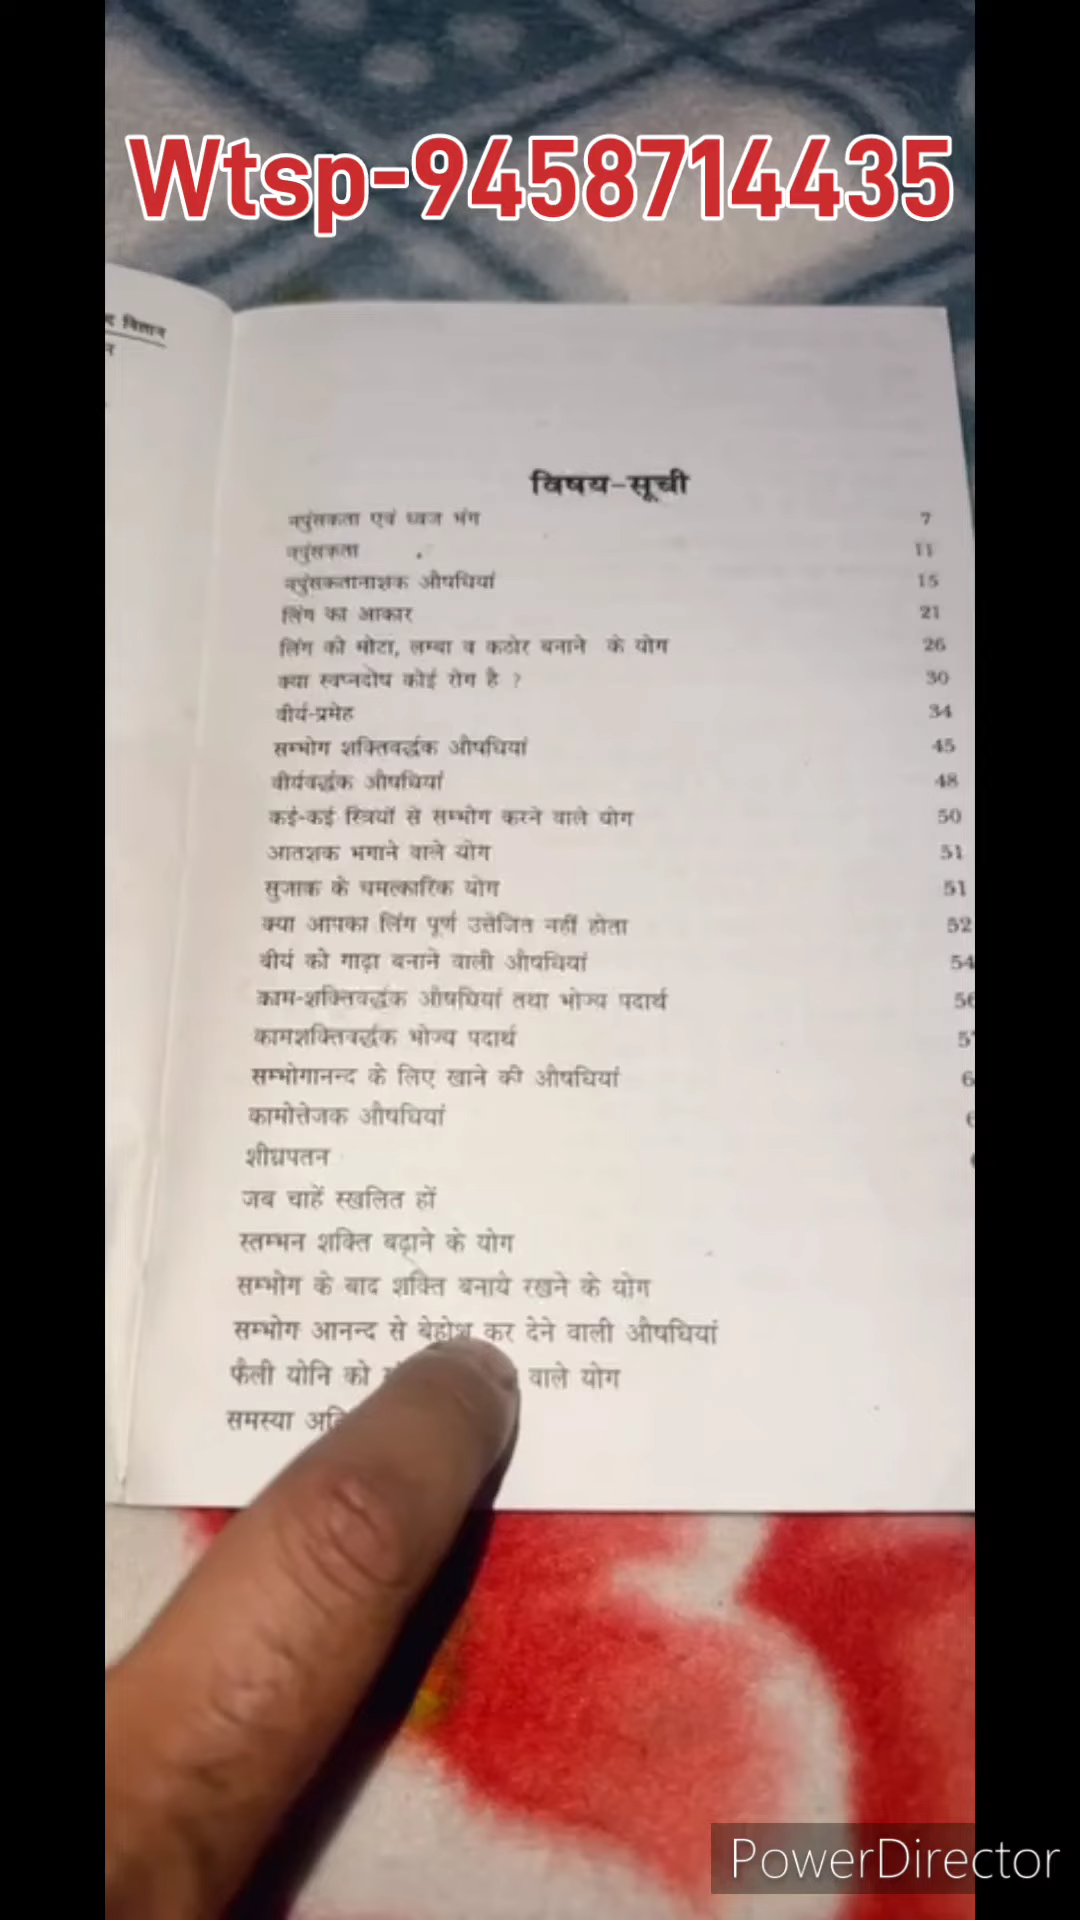 Wtsp-9458714435
विज्ञान
विषय-सूची
नपुंसकता एवं ध्वज भंग 7
नपुंसकता 11
नपुंसकतानाशक औषधियां 15
लिंग का आकार 21
लिंग को मोटा, लम्बा व कठोर बनाने के योग 26
क्या स्वप्नदोष कोई रोग है ? 30
वीर्य-प्रमेह 34
सम्भोग शक्तिवर्द्धक औषधियां 45
वीर्यवर्द्धक औषधियां 48
कई-कई स्त्रियों से सम्भोग करने वाले योग 50
आतशक भगाने वाले योग 51
सुजाक के चमत्कारिक योग 51
क्या आपका लिंग पूर्ण उत्तेजित नहीं होता 52
वीर्य को गाढ़ा बनाने वाली औषधियां 54
काम-शक्तिवर्द्धक औषधियां तथा भोज्य पदार्थ
कामशक्तिवर्द्धक भोज्य पदार्थ
सम्भोगानन्द के लिए खाने की औषधियां
कामोत्तेजक औषधियां
शीघ्रपतन
जब चाहें स्खलित हों
स्तम्भन शक्ति बढ़ाने के योग
सम्भोग के बाद शक्ति बनाये रखने के योग
सम्भोग आनन्द से बेहोश कर देने वाली औषधियां
फैली योनि को वाले योग
समस्या
PowerDirector